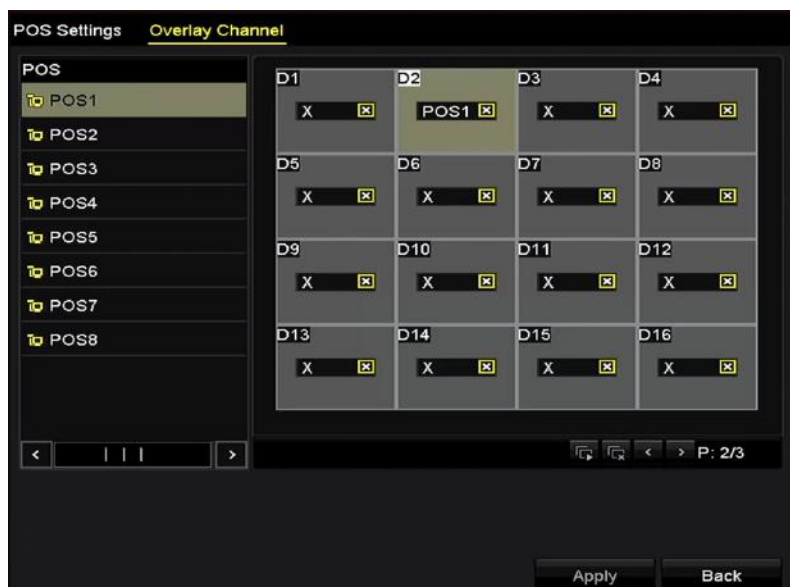 POS Settings Overlay Channel
POS
POS1
POS2
POS3
POS4
POS5
POS6
POS7
POS8
D1 D2 D3 D4
X POS1 X X
D5 D6 D7 D8
X X X X
D9 D10 D11 D12
X X X X
D13 D14 D15 D16
X X X X
P: 2/3
Apply Back